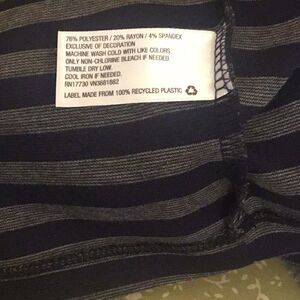 76% POLYESTER / 20% RAYON / 4% SPANDEX
EXCLUSIVE OF DECORATION
MACHINE WASH COLD WITH LIKE COLORS.
ONLY NON-CHLORINE BLEACH IF NEEDED.
TUMBLE DRY LOW.
COOL IRON IF NEEDED.
RN17730 VN3681882
LABEL MADE FROM 100% RECYCLED PLASTIC